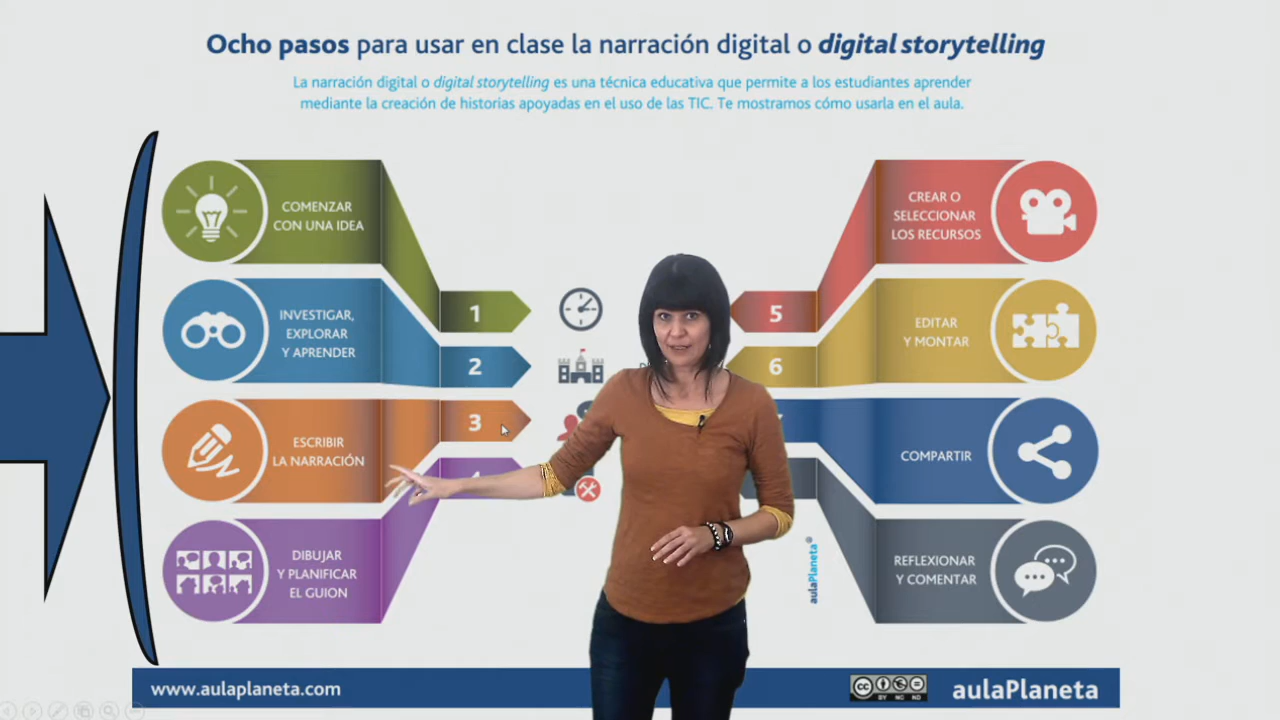 Ocho pasos para usar en clase la narración digital o digital storytelling
La narración digital o digital storytelling es una técnica educativa que permite a los estudiantes aprender
mediante la creación de historias apoyadas en el uso de las TIC. Te mostramos cómo usarla en el aula.
COMENZAR
CON UNA IDEA
1
INVESTIGAR,
EXPLORAR
Y APRENDER
2
ESCRIBIR
LA NARRACIÓN
3
DIBUJAR
Y PLANIFICAR
EL GUION
CREAR O
SELECCIONAR
LOS RECURSOS
5
EDITAR
Y MONTAR
6
COMPARTIR
REFLEXIONAR
Y COMENTAR
aulaPlaneta
www.aulaplaneta.com
cc
BY NC ND
aulaPlaneta